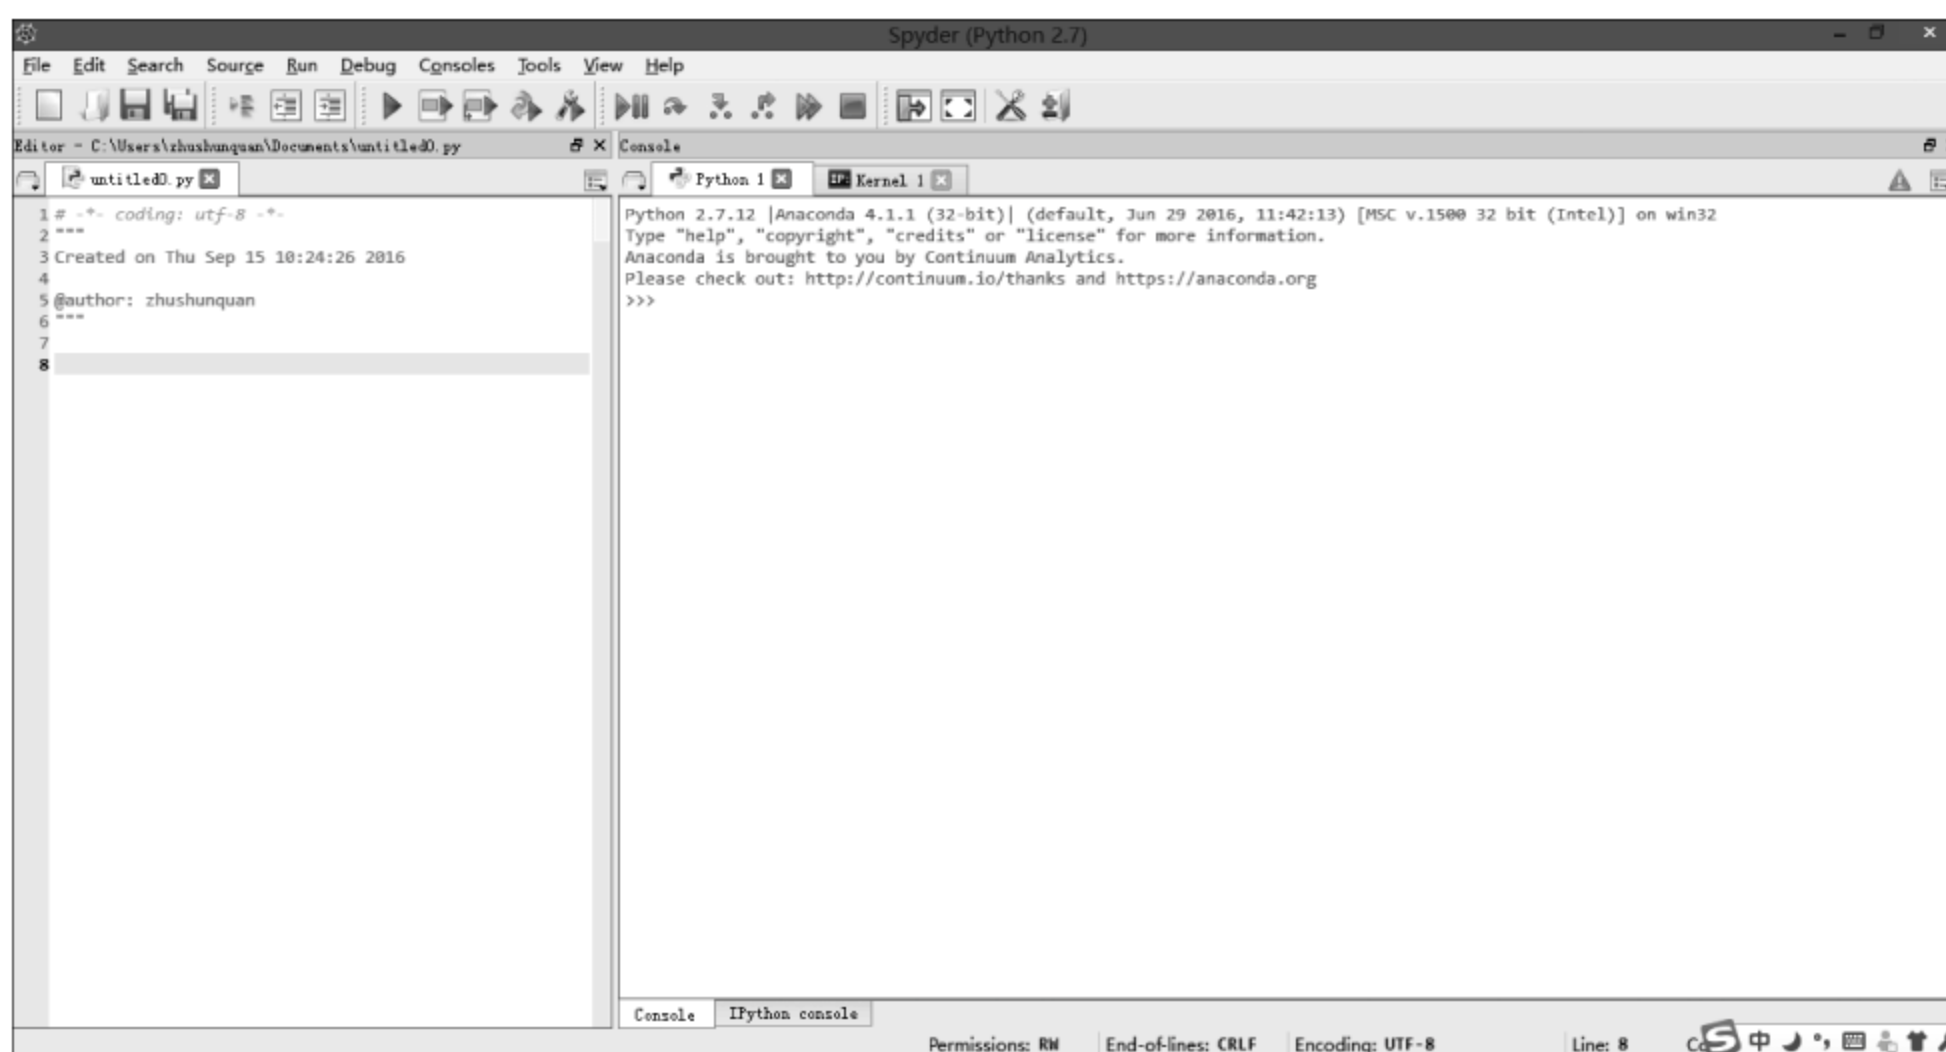 Spyder (Python 2.7)
File Edit Search Source Run Debug Consoles Tools View Help
Editor - C:\Users\zhushunquan\Documents\untitled0.py
Console
untitled0.py
Python 1 Kernel 1
1 # -*- coding: utf-8 -*-
2 """
3 Created on Thu Sep 15 10:24:26 2016
4
5 @author: zhushunquan
6 """
7
8
Python 2.7.12 |Anaconda 4.1.1 (32-bit)| (default, Jun 29 2016, 11:42:13) [MSC v.1500 32 bit (Intel)] on win32
Type "help", "copyright", "credits" or "license" for more information.
Anaconda is brought to you by Continuum Analytics.
Please check out: http://continuum.io/thanks and https://anaconda.org
>>>
Console IPython console
Permissions: RW End-of-lines: CRLF Encoding: UTF-8 Line: 8 中